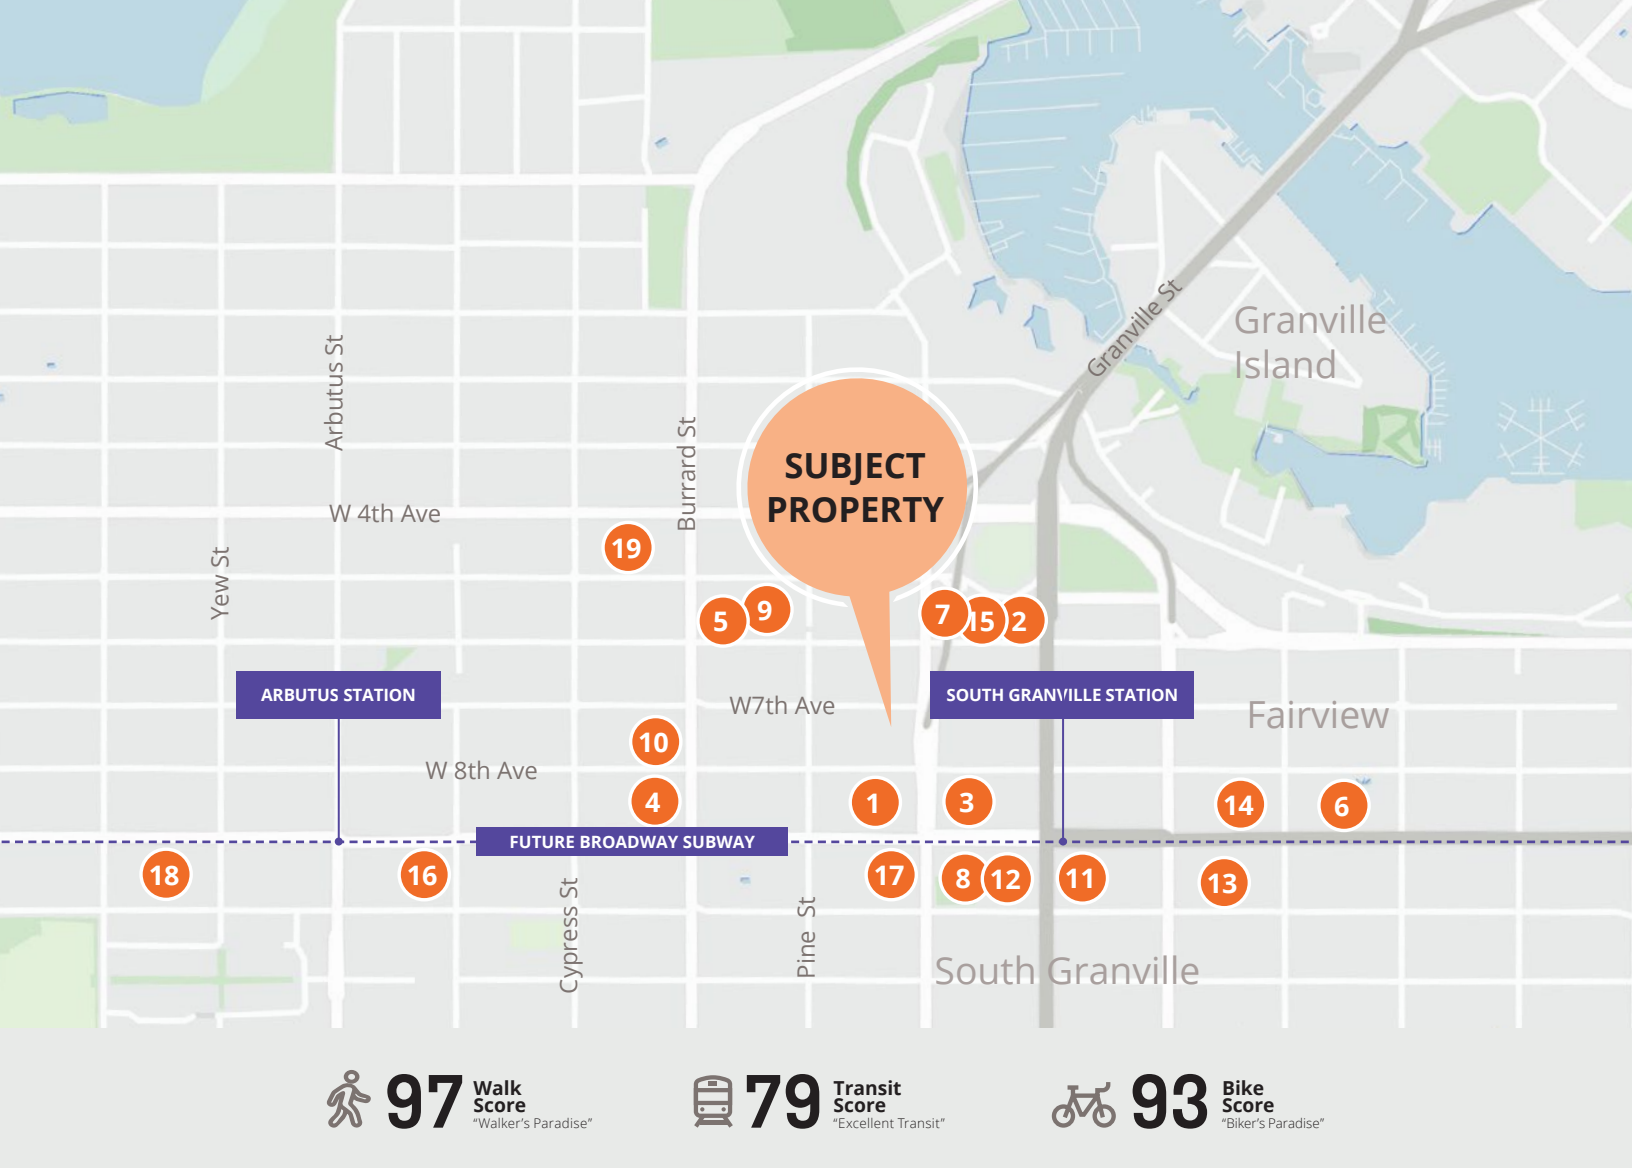 Granville St
Granville
Island
Arbutus St
Burrard St
SUBJECT
PROPERTY
W 4th Ave
Yew St
19
5
9
7
15
2
ARBUTUS STATION
SOUTH GRANVILLE STATION
W7th Ave
Fairview
10
W 8th Ave
4
1
3
14
6
FUTURE BROADWAY SUBWAY
18
16
17
8
12
11
13
Cypress St
Pine St
South Granville
97
Walk
Score
“Walker’s Paradise”
79
Transit
Score
“Excellent Transit”
93
Bike
Score
“Biker’s Paradise”